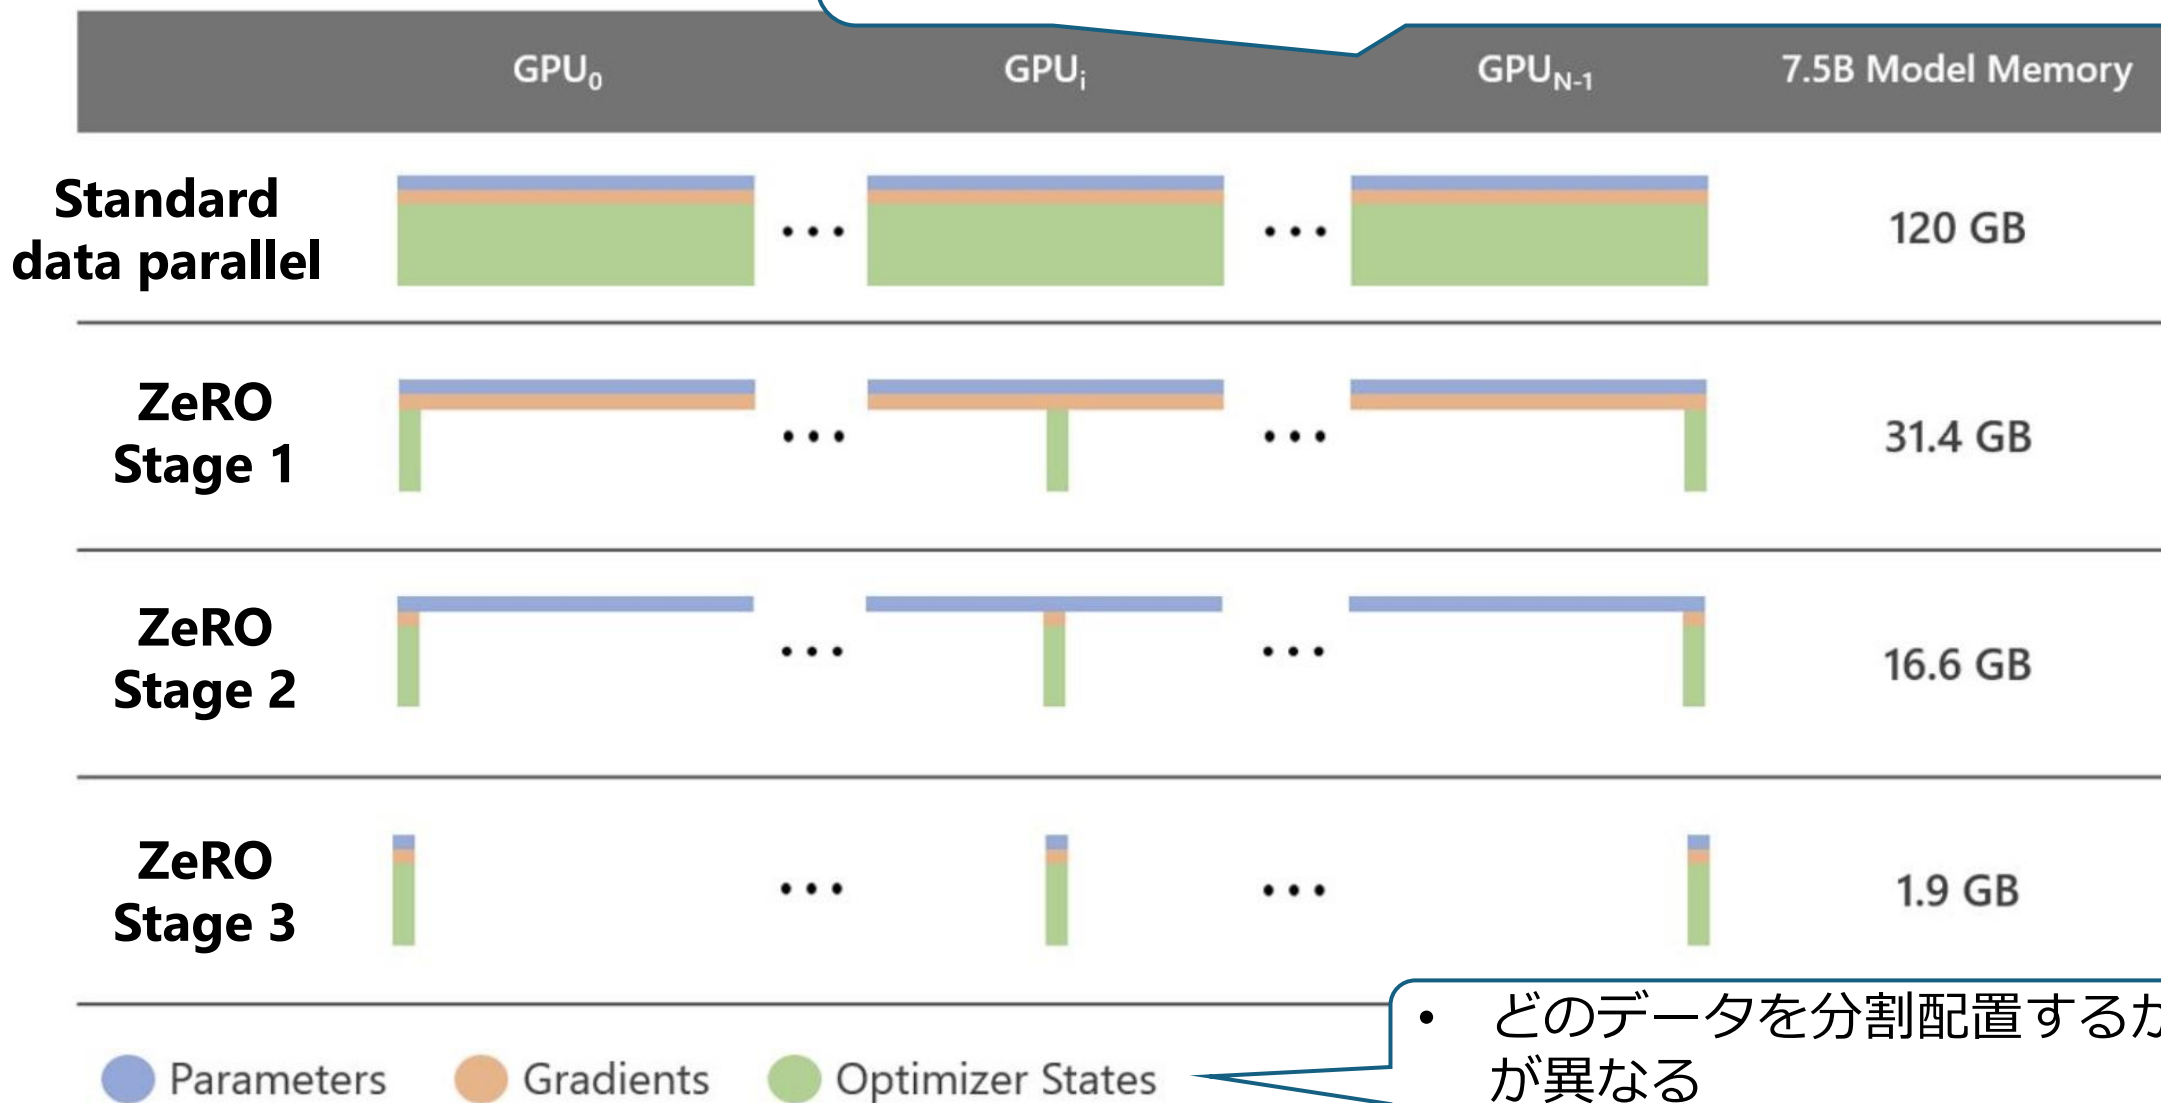 GPU₀ GPUᵢ GPU_N-1 7.5B Model Memory
Standard
data parallel
120 GB
ZeRO
Stage 1
31.4 GB
ZeRO
Stage 2
16.6 GB
ZeRO
Stage 3
1.9 GB
Parameters Gradients Optimizer States
• どのデータを分割配置するか
が異なる